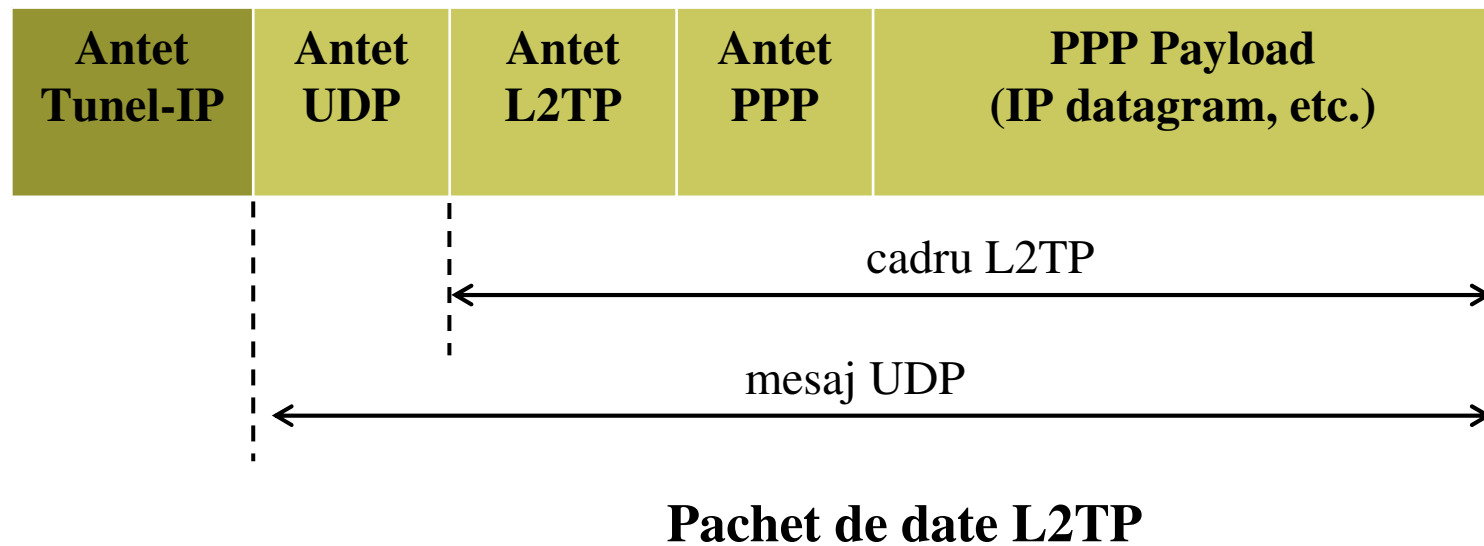 Antet
Tunel-IP
Antet
UDP
Antet
L2TP
Antet
PPP
PPP Payload
(IP datagram, etc.)
cadru L2TP
mesaj UDP
Pachet de date L2TP